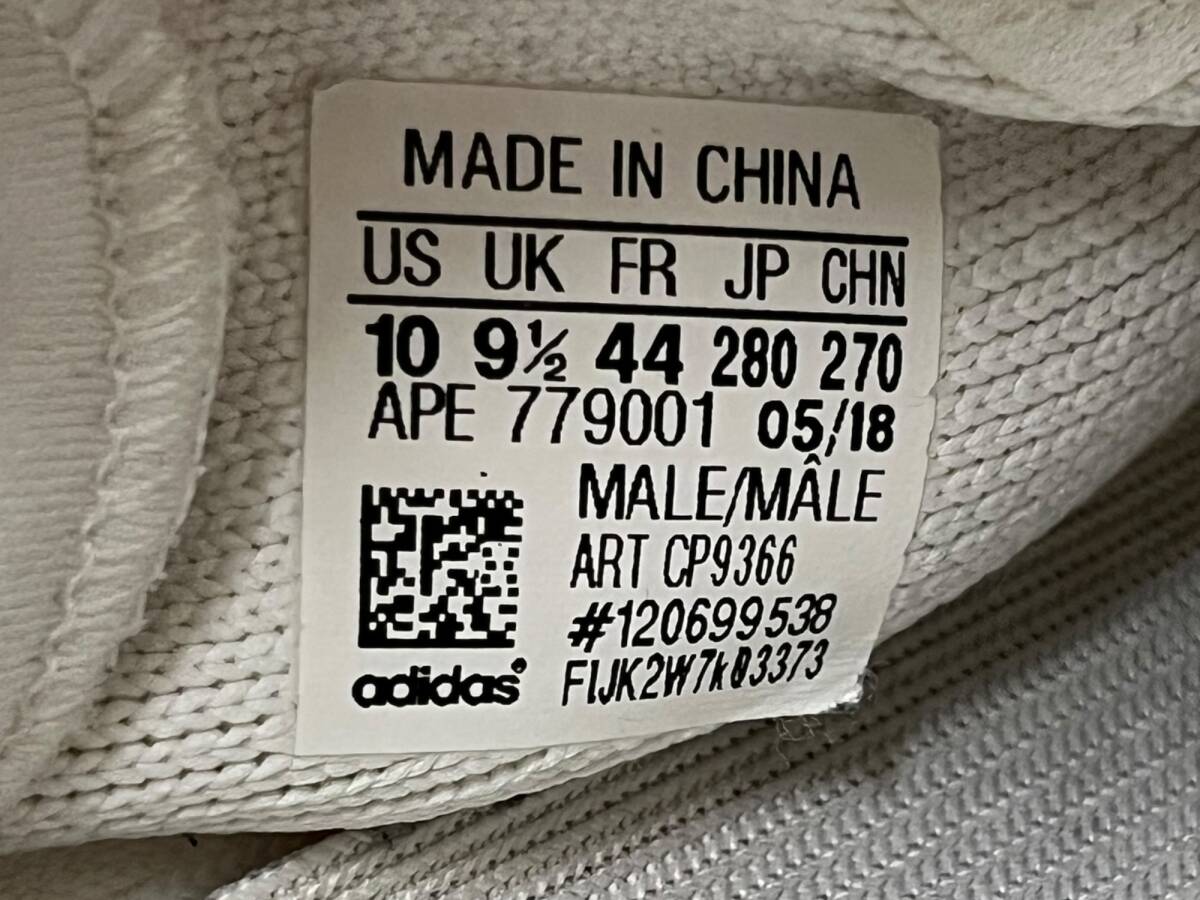 MADE IN CHINA
US UK FR JP CHN
10 9½ 44 280 270
APE 779001 05/18
MALE/MÂLE
ART CP9366
#120699538
FIJK2W7kQ3373
adidas®